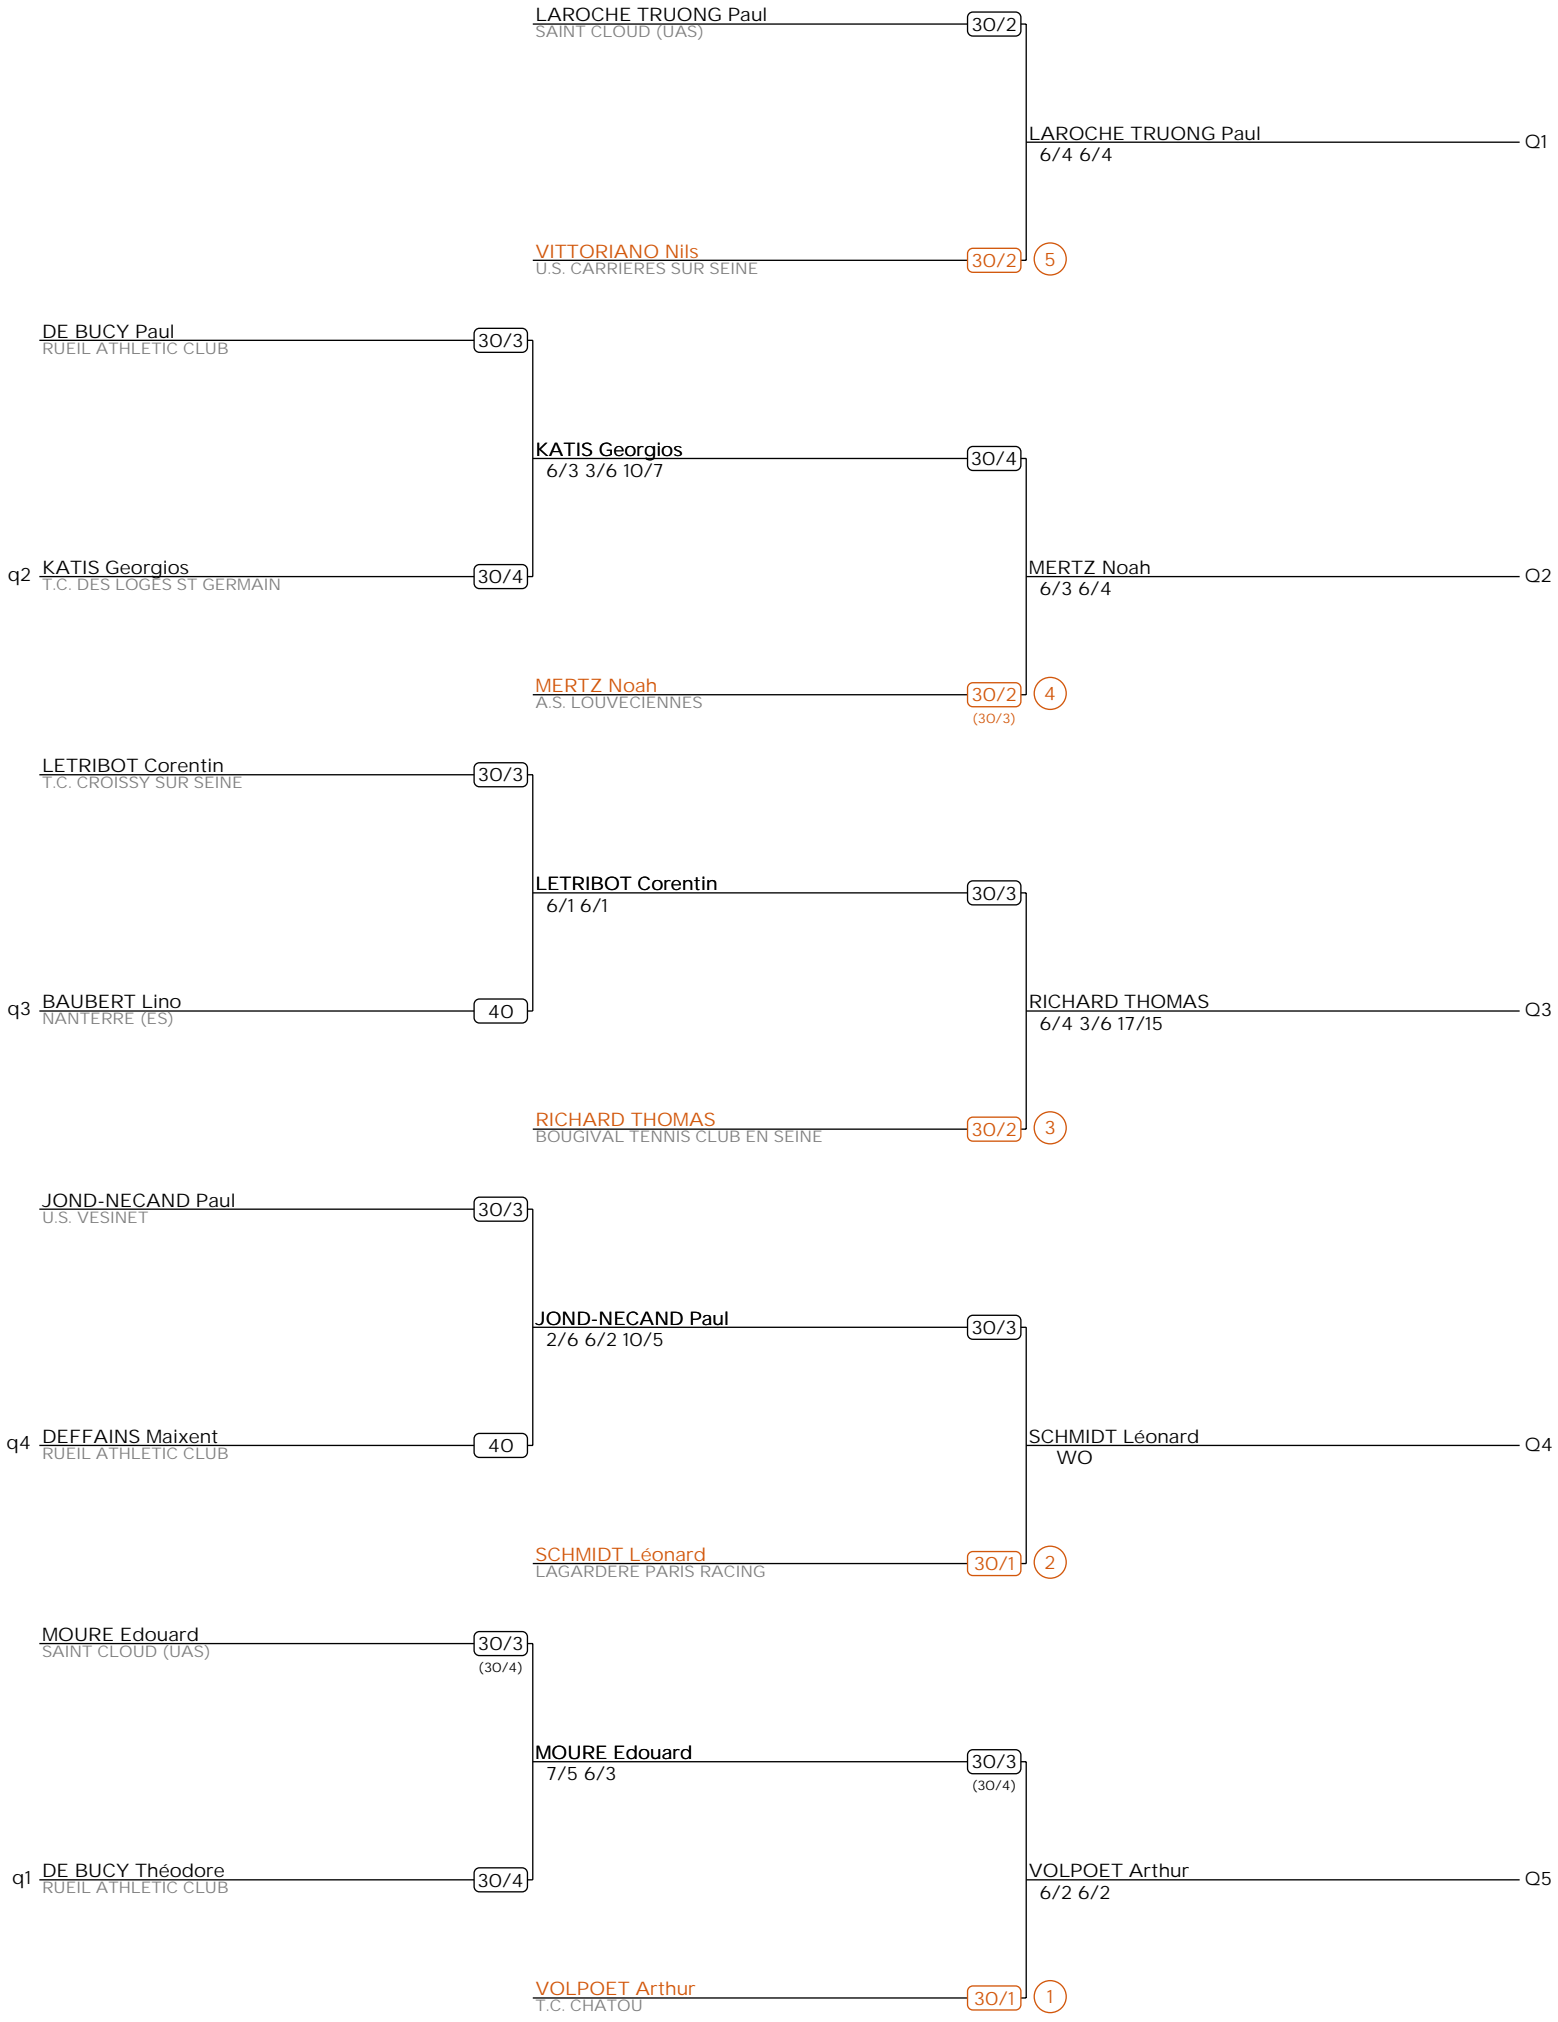 LAROCHE TRUONG Paul
SAINT CLOUD (UAS)
30/2
LAROCHE TRUONG Paul
6/4 6/4
Q1
VITTORIANO Nils
U.S. CARRIERES SUR SEINE
30/2
5
DE BUCY Paul
RUEIL ATHLETIC CLUB
30/3
KATIS Georgios
6/3 3/6 10/7
30/4
q2
KATIS Georgios
T.C. DES LOGES ST GERMAIN
30/4
MERTZ Noah
6/3 6/4
Q2
MERTZ Noah
A.S. LOUVECIENNES
30/2
(30/3)
4
LETRIBOT Corentin
T.C. CROISSY SUR SEINE
30/3
LETRIBOT Corentin
6/1 6/1
30/3
q3
BAUBERT Lino
NANTERRE (ES)
40
RICHARD THOMAS
6/4 3/6 17/15
Q3
RICHARD THOMAS
BOUGIVAL TENNIS CLUB EN SEINE
30/2
3
JOND-NECAND Paul
U.S. VESINET
30/3
JOND-NECAND Paul
2/6 6/2 10/5
30/3
q4
DEFFAINS Maixent
RUEIL ATHLETIC CLUB
40
SCHMIDT Léonard
WO
Q4
SCHMIDT Léonard
LAGARDERE PARIS RACING
30/1
2
MOURE Edouard
SAINT CLOUD (UAS)
30/3
(30/4)
MOURE Edouard
7/5 6/3
30/3
(30/4)
q1
DE BUCY Théodore
RUEIL ATHLETIC CLUB
30/4
VOLPOET Arthur
6/2 6/2
Q5
VOLPOET Arthur
T.C. CHATOU
30/1
1